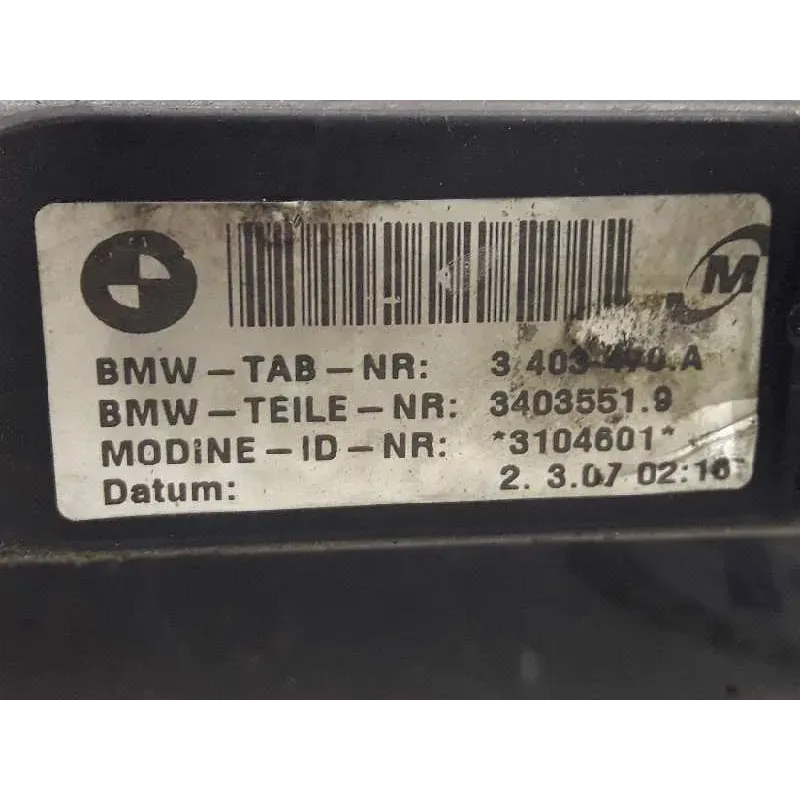 M
BMW-TAB-NR: 3 403 470.A
BMW-TEILE-NR: 3403551.9
MODiNE-ID-NR: *3104601*
Datum: 2. 3.07 02:16